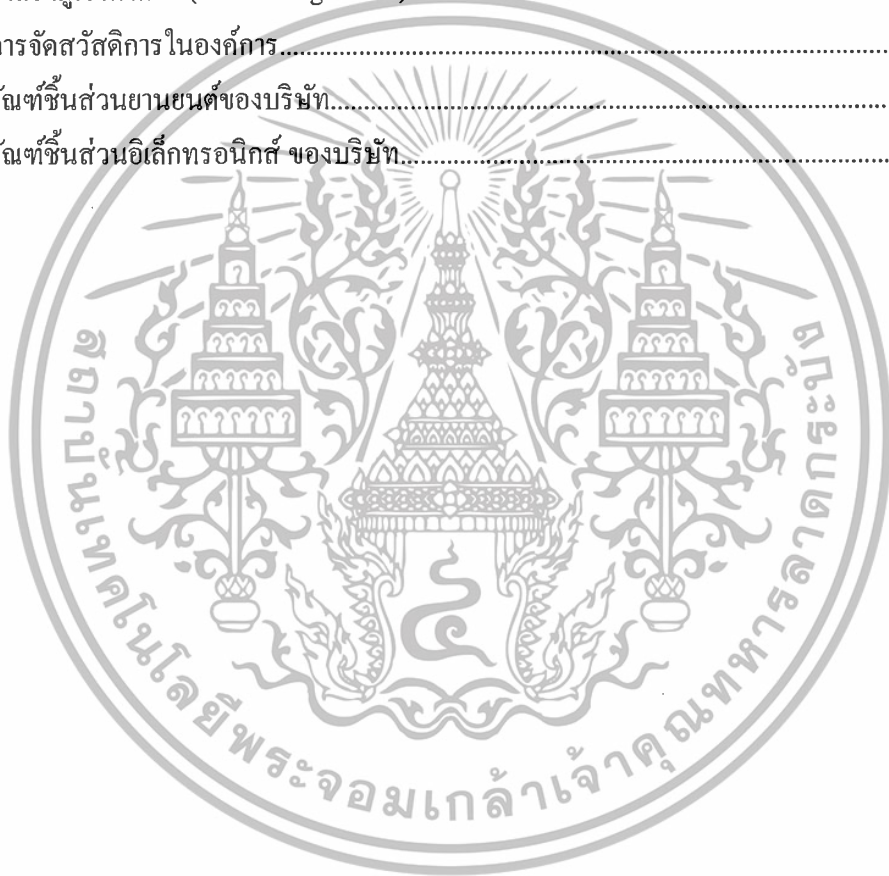 การจัดสวัสดิการในองค์การ
ัณฑ์ชิ้นส่วนยานยนต์ของบริษัท
ัณฑ์ชิ้นส่วนอิเล็กทรอนิกส์ ของบริษัท
สถาบันเทคโนโลยีพระจอมเกล้าเจ้าคุณทหารลาดกระบัง
๔